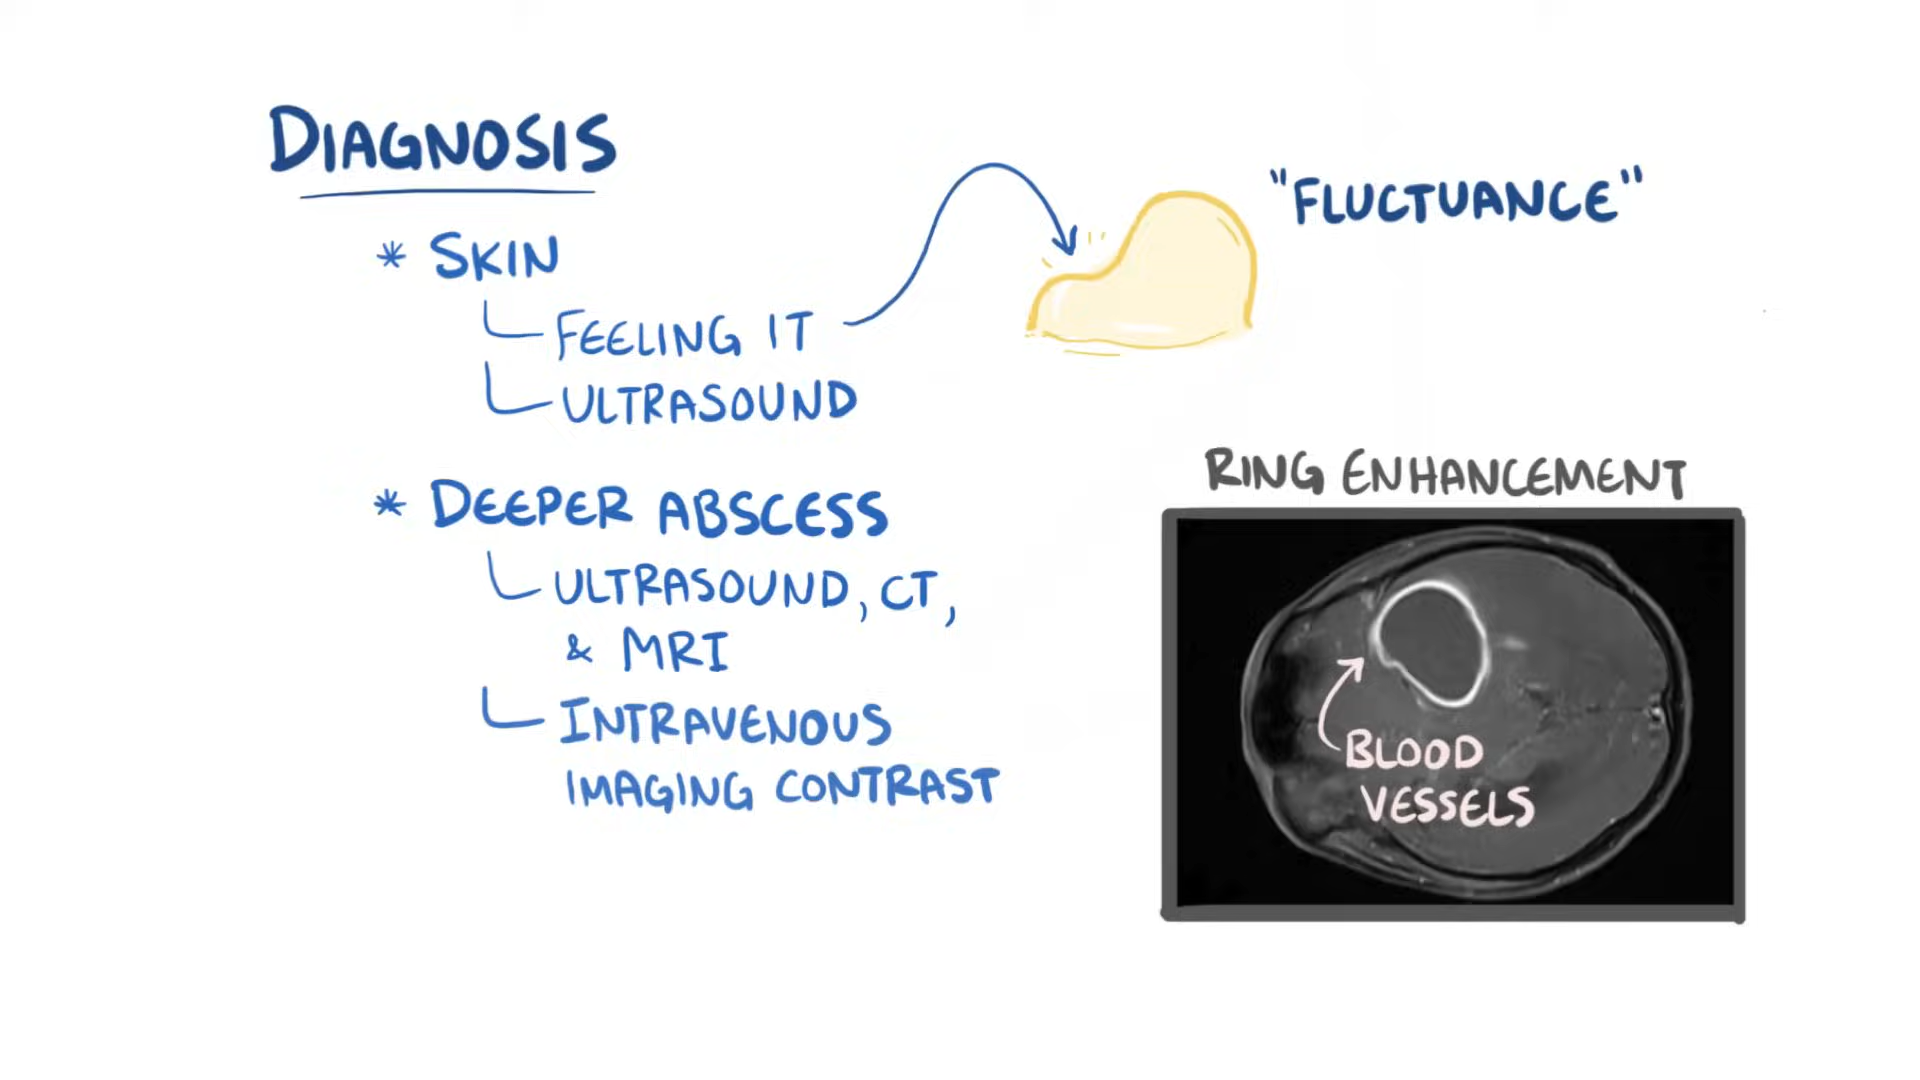 DIAGNOSIS
* SKIN
FEELING IT
ULTRASOUND
"FLUCTUANCE"
* DEEPER ABSCESS
ULTRASOUND, CT,
& MRI
INTRAVENOUS
IMAGING CONTRAST
RING ENHANCEMENT
BLOOD
VESSELS